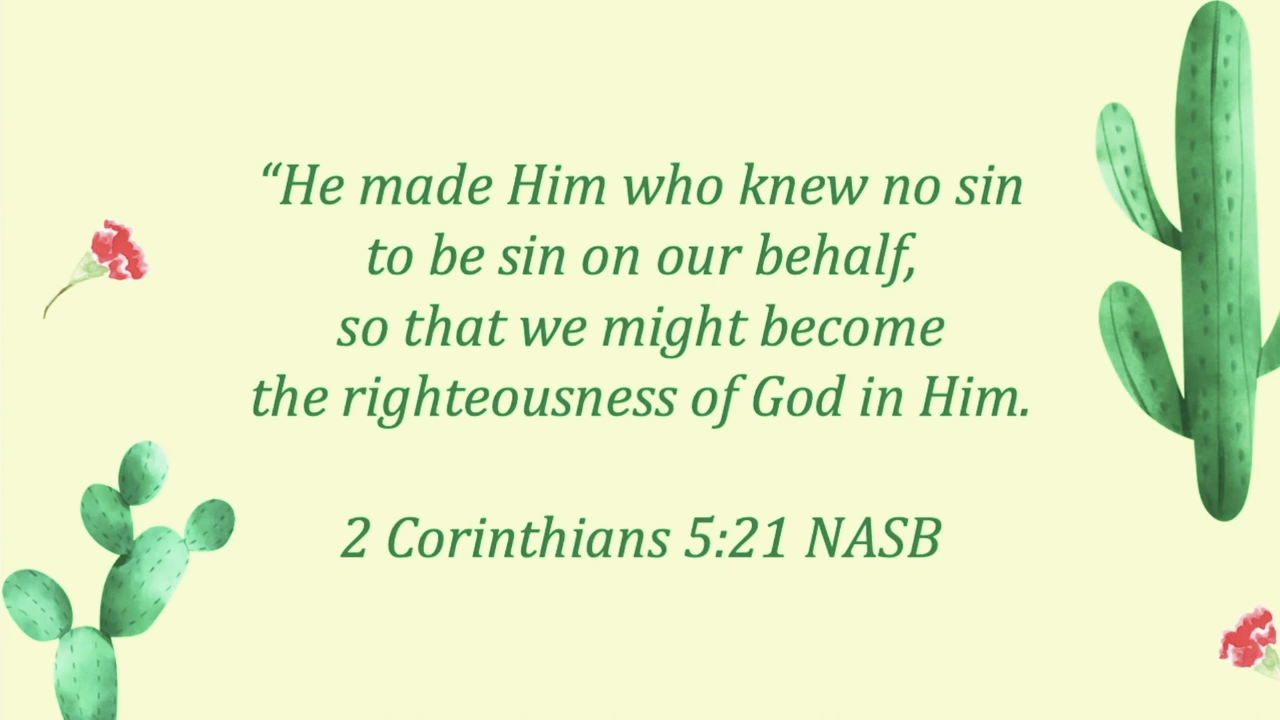 “He made Him who knew no sin
to be sin on our behalf,
so that we might become
the righteousness of God in Him.
2 Corinthians 5:21 NASB